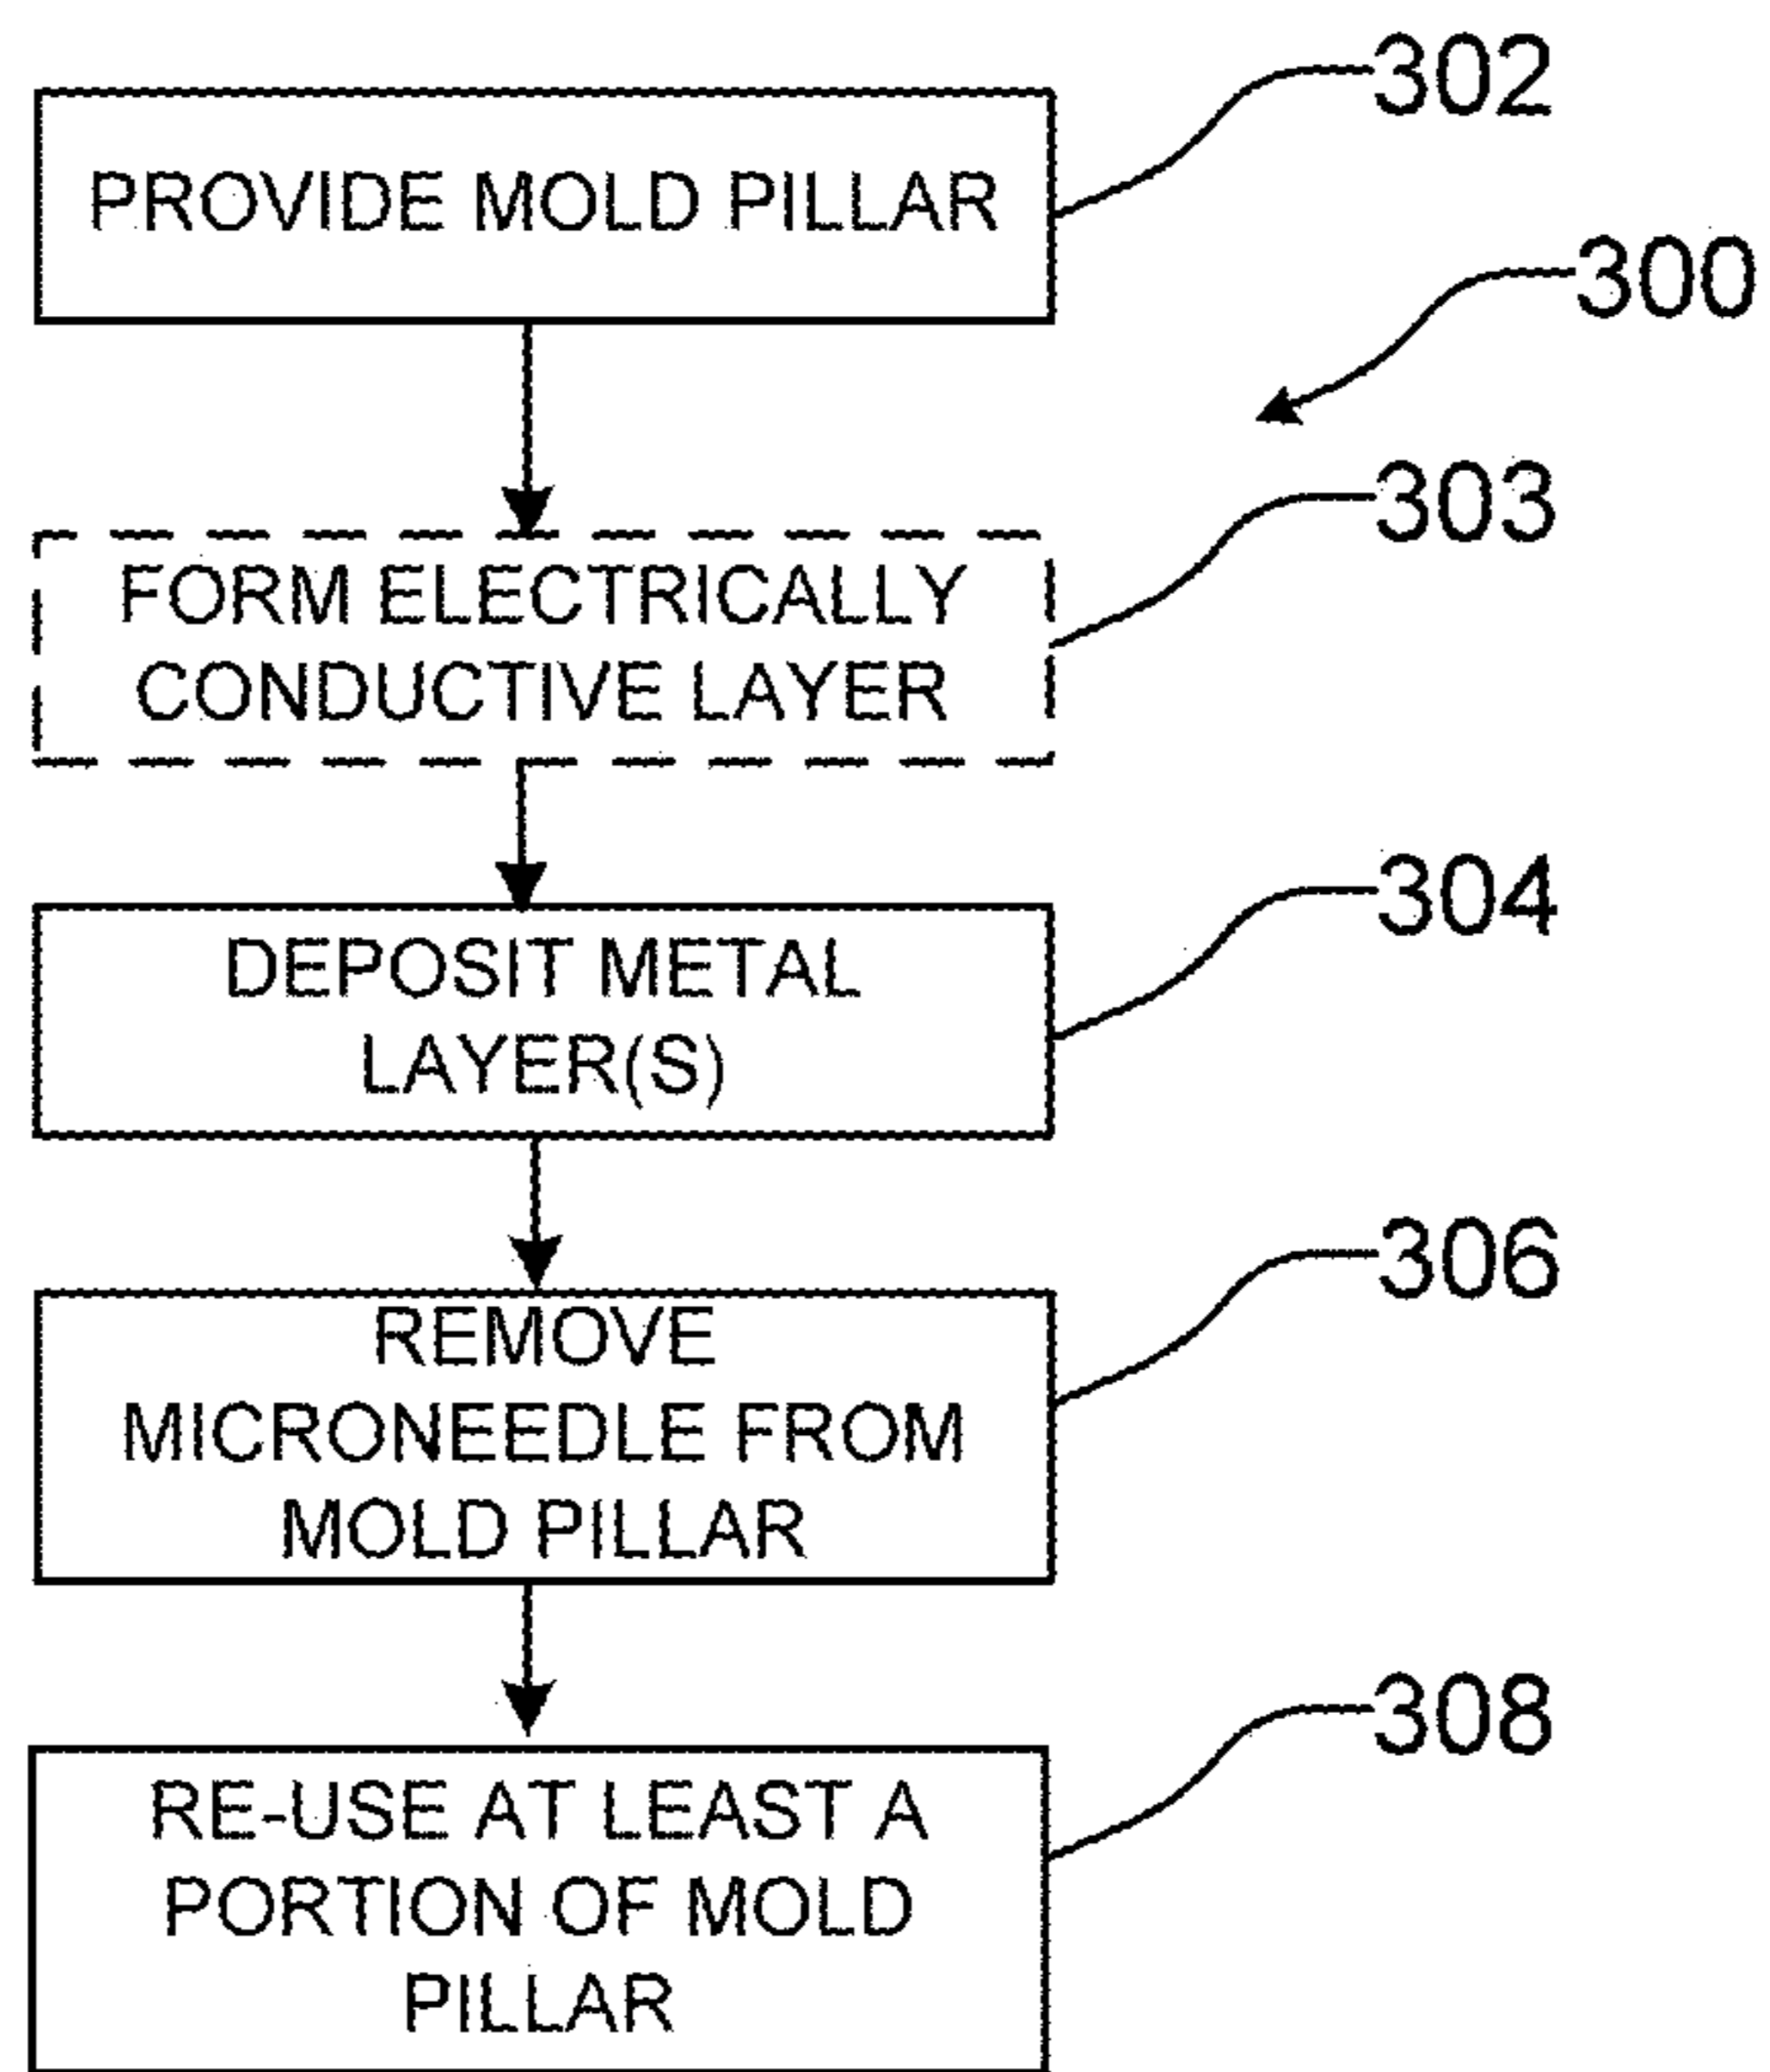 302
PROVIDE MOLD PILLAR
300
303
FORM ELECTRICALLY
CONDUCTIVE LAYER
304
DEPOSIT METAL
LAYER(S)
306
REMOVE
MICRONEEDLE FROM
MOLD PILLAR
308
RE-USE AT LEAST A
PORTION OF MOLD
PILLAR